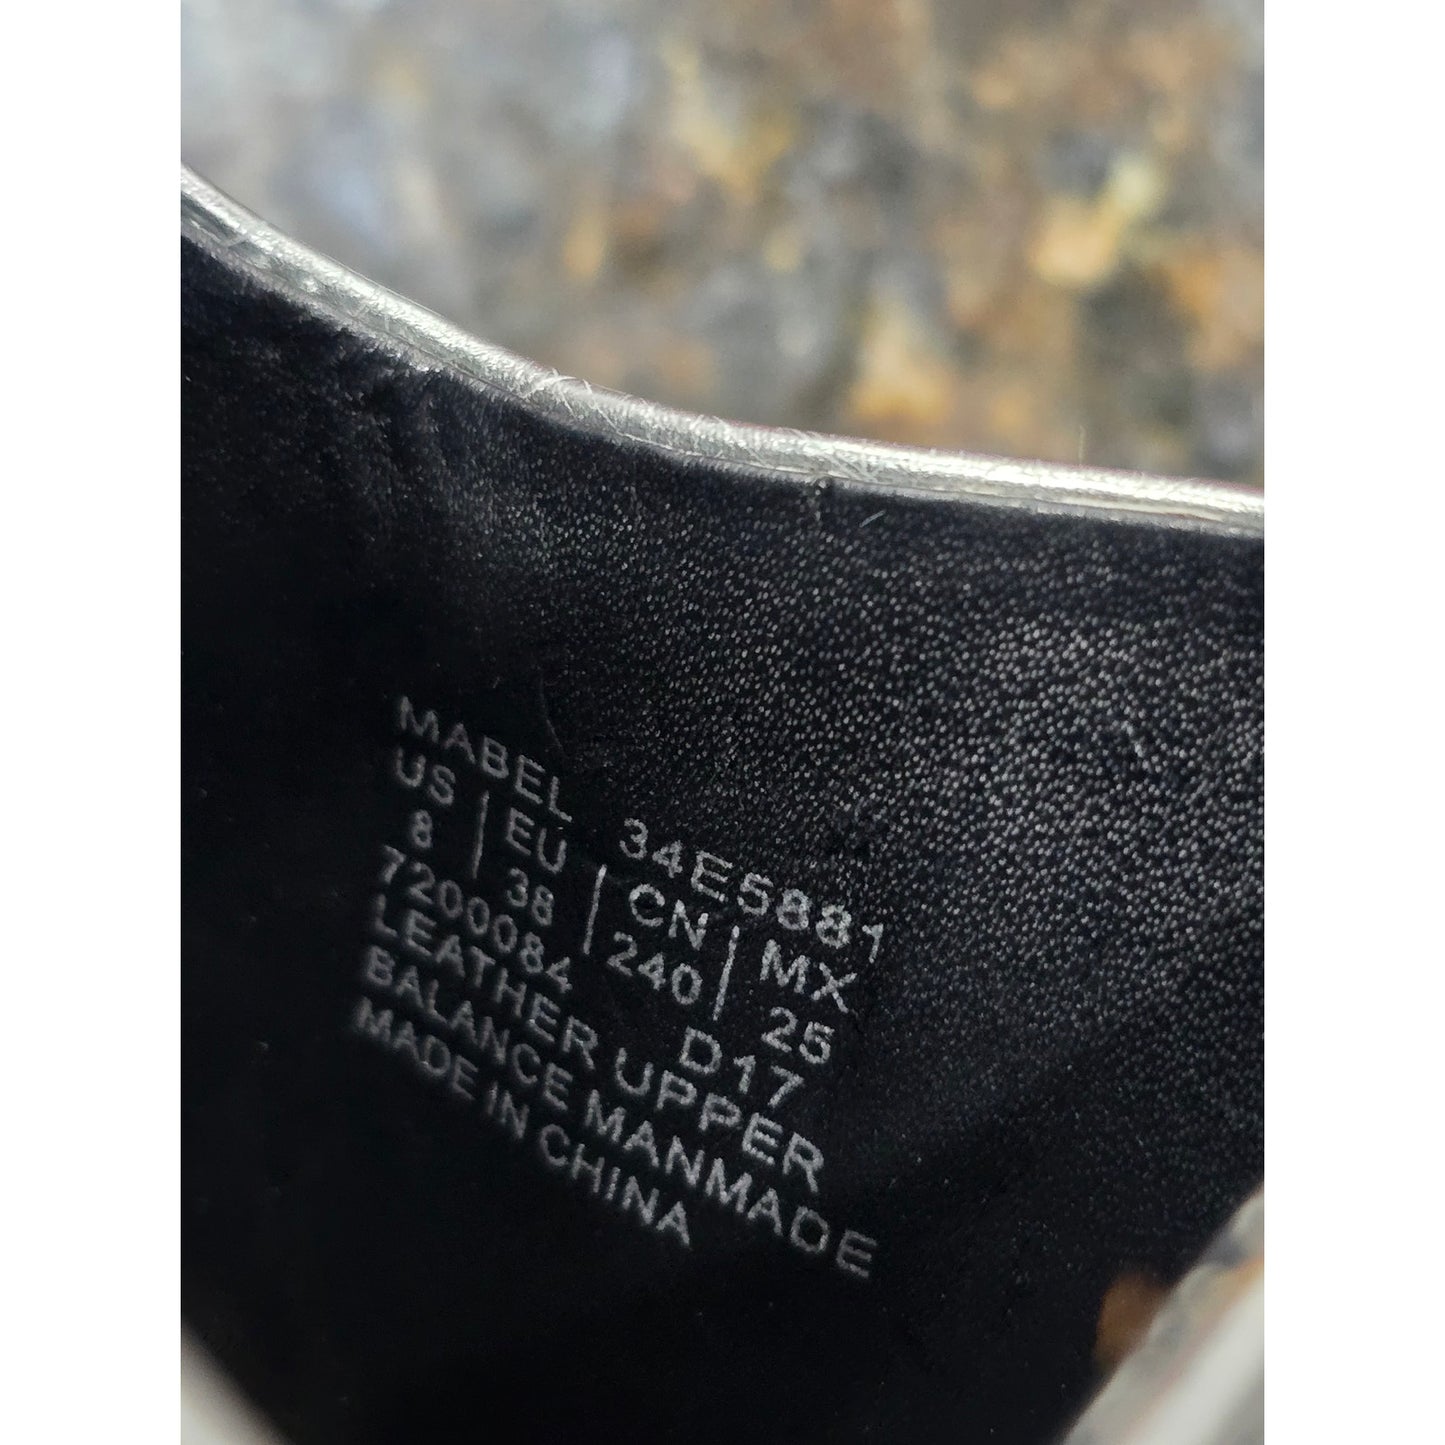 MABEL 34E5881
US | EU | CN | MX
8 | 38 | 240 | 25
7200084 D17
LEATHER UPPER
BALANCE MANMADE
MADE IN CHINA